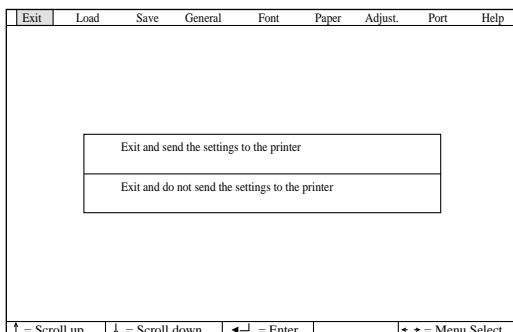 Exit Load Save General Font Paper Adjust. Port Help
Exit and send the settings to the printer
Exit and do not send the settings to the printer
↑ = Scroll up ↓ = Scroll down ◄┘ = Enter ← → = Menu Select